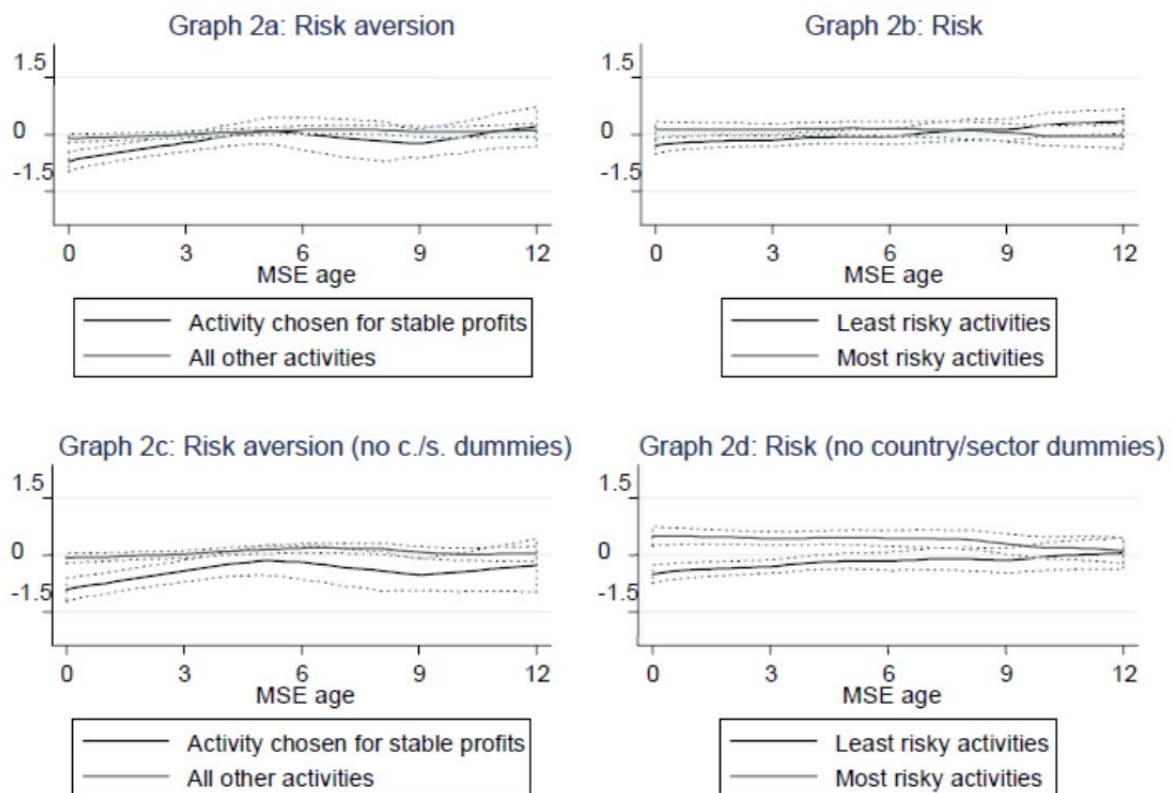 Graph 2a: Risk aversion
1.5
0
-1.5
0 3 6 9 12
MSE age
Activity chosen for stable profits
All other activities
Graph 2b: Risk
1.5
0
-1.5
0 3 6 9 12
MSE age
Least risky activities
Most risky activities
Graph 2c: Risk aversion (no c./s. dummies)
1.5
0
-1.5
0 3 6 9 12
MSE age
Activity chosen for stable profits
All other activities
Graph 2d: Risk (no country/sector dummies)
1.5
0
-1.5
0 3 6 9 12
MSE age
Least risky activities
Most risky activities